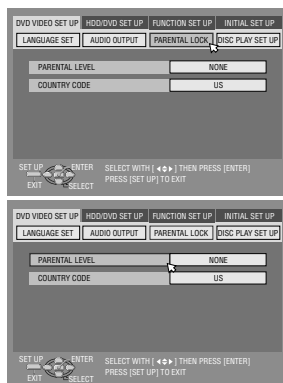 DVD VIDEO SET UP HDD/DVD SET UP FUNCTION SET UP INITIAL SET UP
LANGUAGE SET AUDIO OUTPUT PARENTAL LOCK DISC PLAY SET UP
PARENTAL LEVEL NONE
COUNTRY CODE US
SET UP ENTER SELECT WITH [ ] THEN PRESS [ENTER]
EXIT SELECT PRESS [SET UP] TO EXIT
DVD VIDEO SET UP HDD/DVD SET UP FUNCTION SET UP INITIAL SET UP
LANGUAGE SET AUDIO OUTPUT PARENTAL LOCK DISC PLAY SET UP
PARENTAL LEVEL NONE
COUNTRY CODE US
SET UP ENTER SELECT WITH [ ] THEN PRESS [ENTER]
EXIT SELECT PRESS [SET UP] TO EXIT